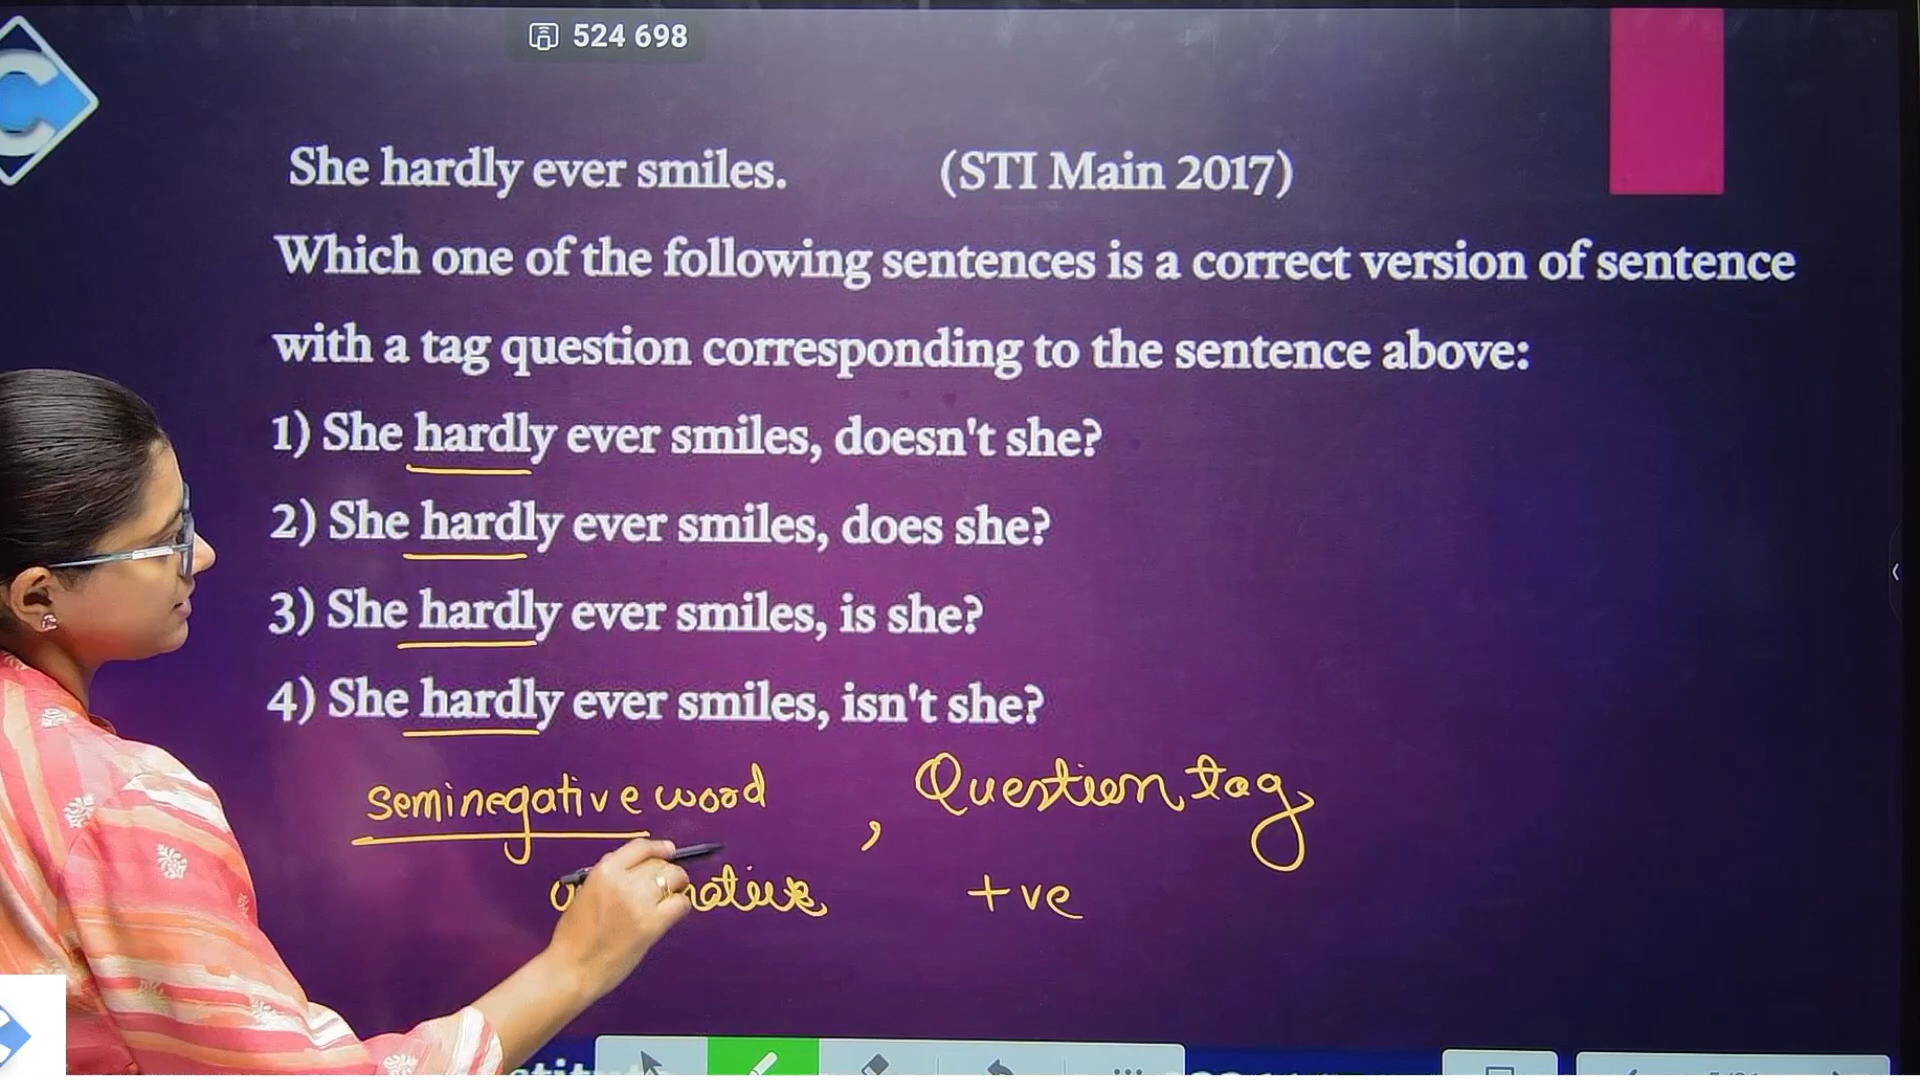 524 698
She hardly ever smiles. (STI Main 2017)
Which one of the following sentences is a correct version of sentence
with a tag question corresponding to the sentence above:
1) She hardly ever smiles, doesn't she?
2) She hardly ever smiles, does she?
3) She hardly ever smiles, is she?
4) She hardly ever smiles, isn't she?
seminegative word , Question tag
+ve